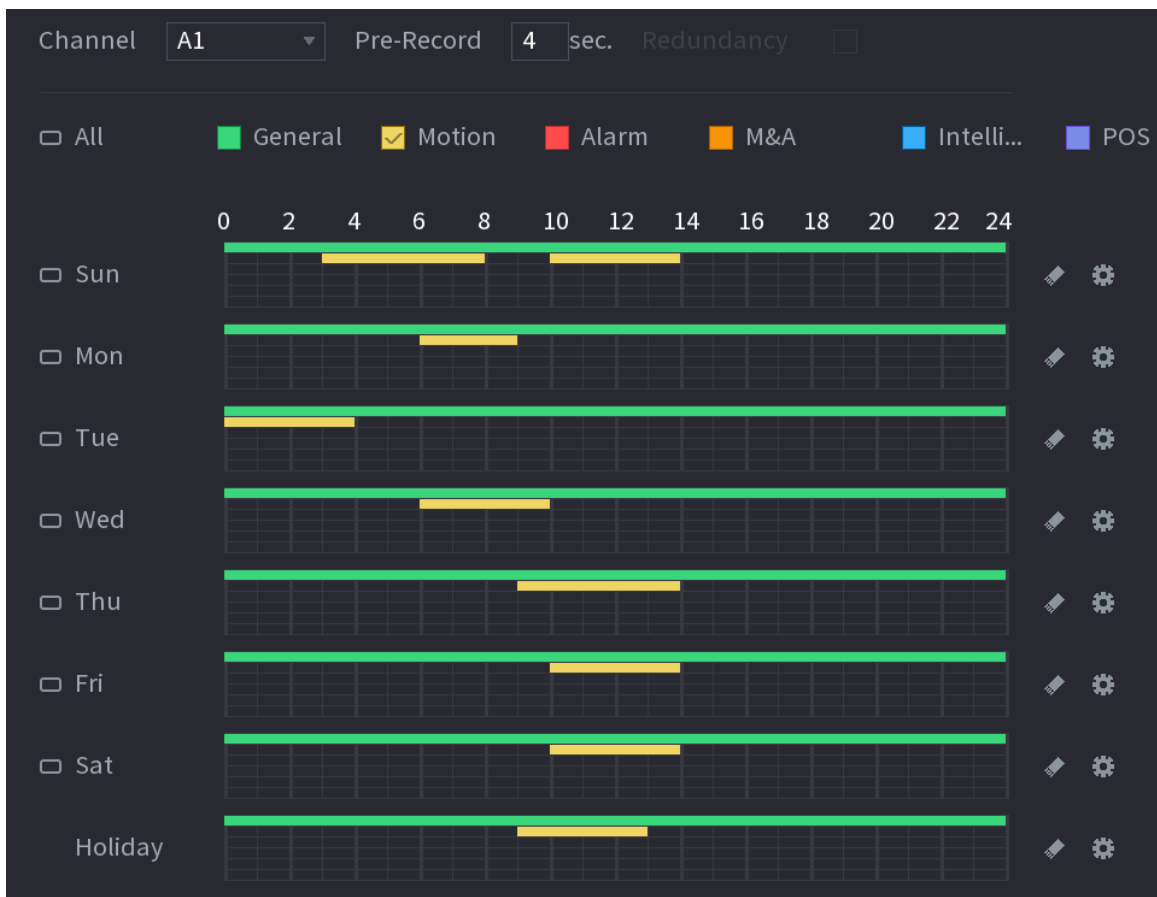 Channel A1 Pre-Record 4 sec. Redundancy
All General Motion Alarm M&A Intelli... POS
0 2 4 6 8 10 12 14 16 18 20 22 24
Sun
Mon
Tue
Wed
Thu
Fri
Sat
Holiday